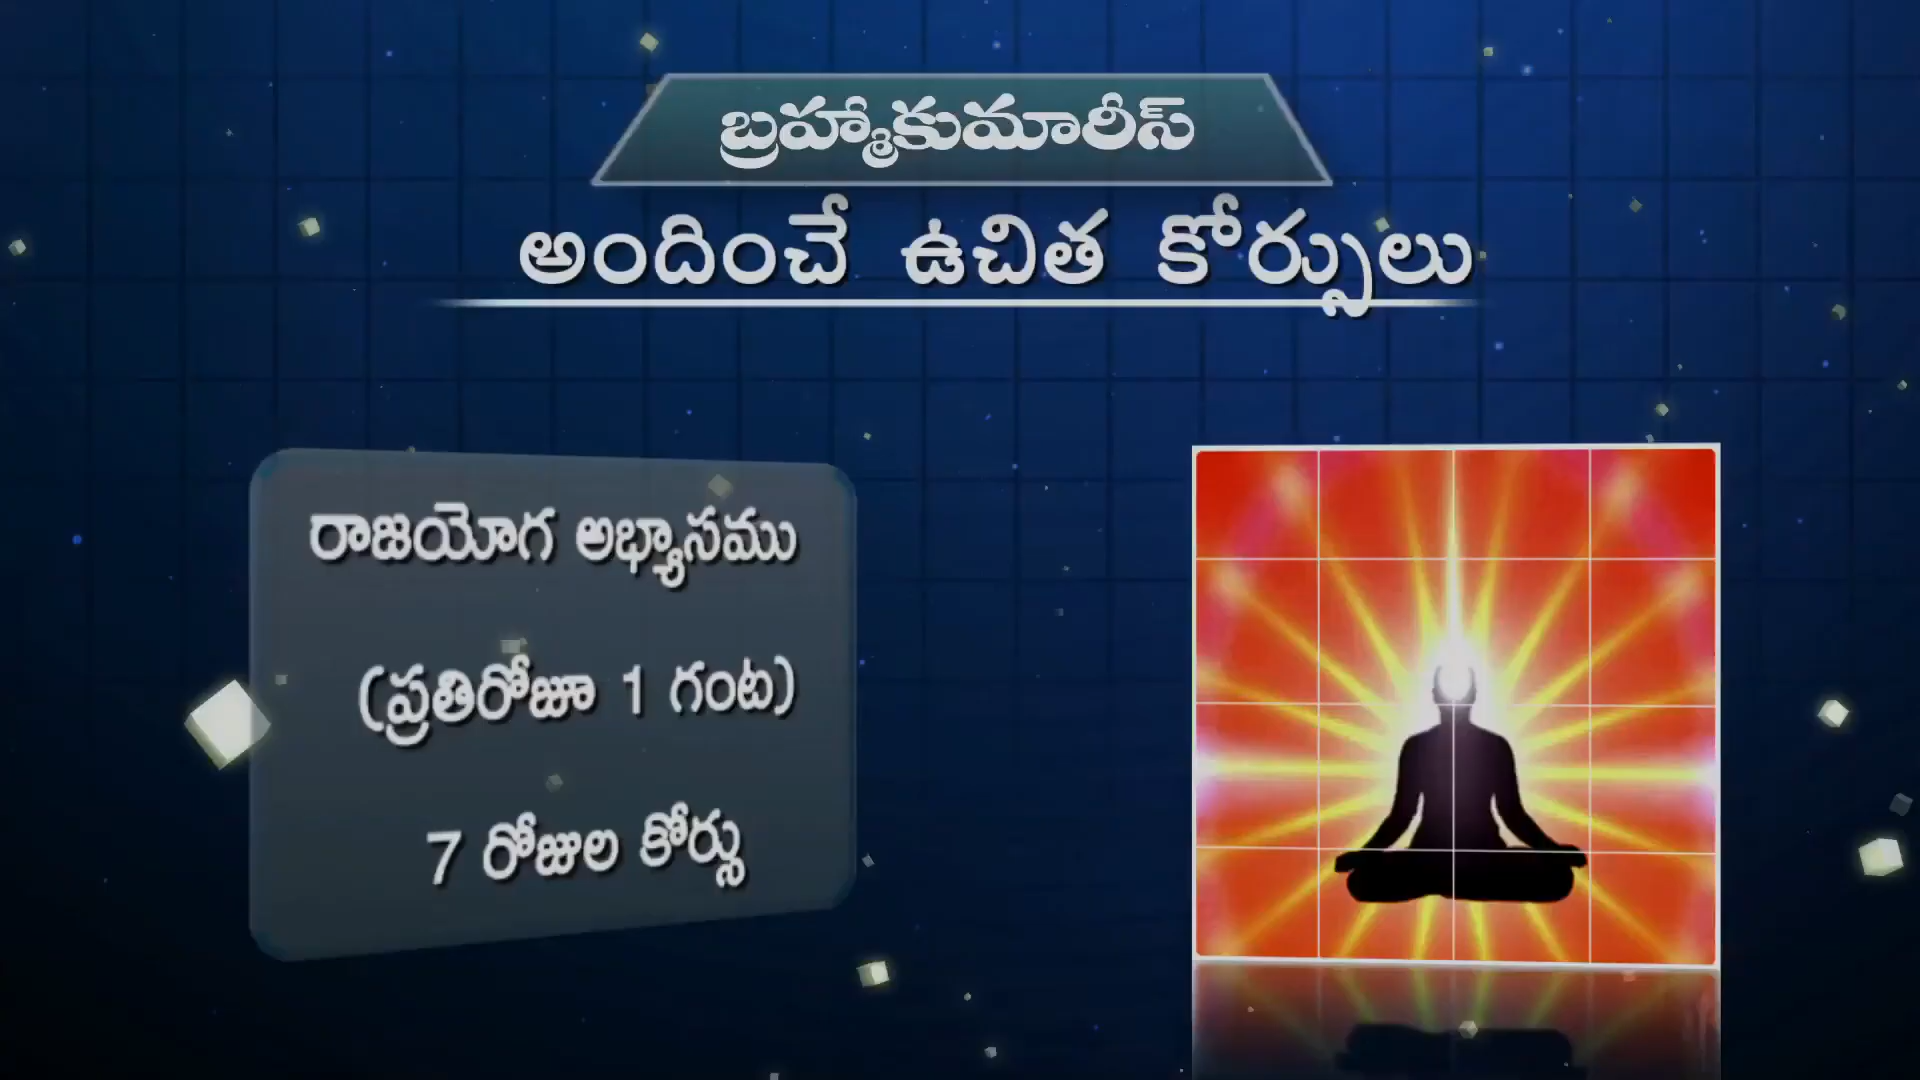 బ్రహ్మాకుమారీస్
అందించే ఉచిత కోర్సులు
రాజయోగ అభ్యాసము
(ప్రతిరోజూ 1 గంట)
7 రోజుల కోర్సు